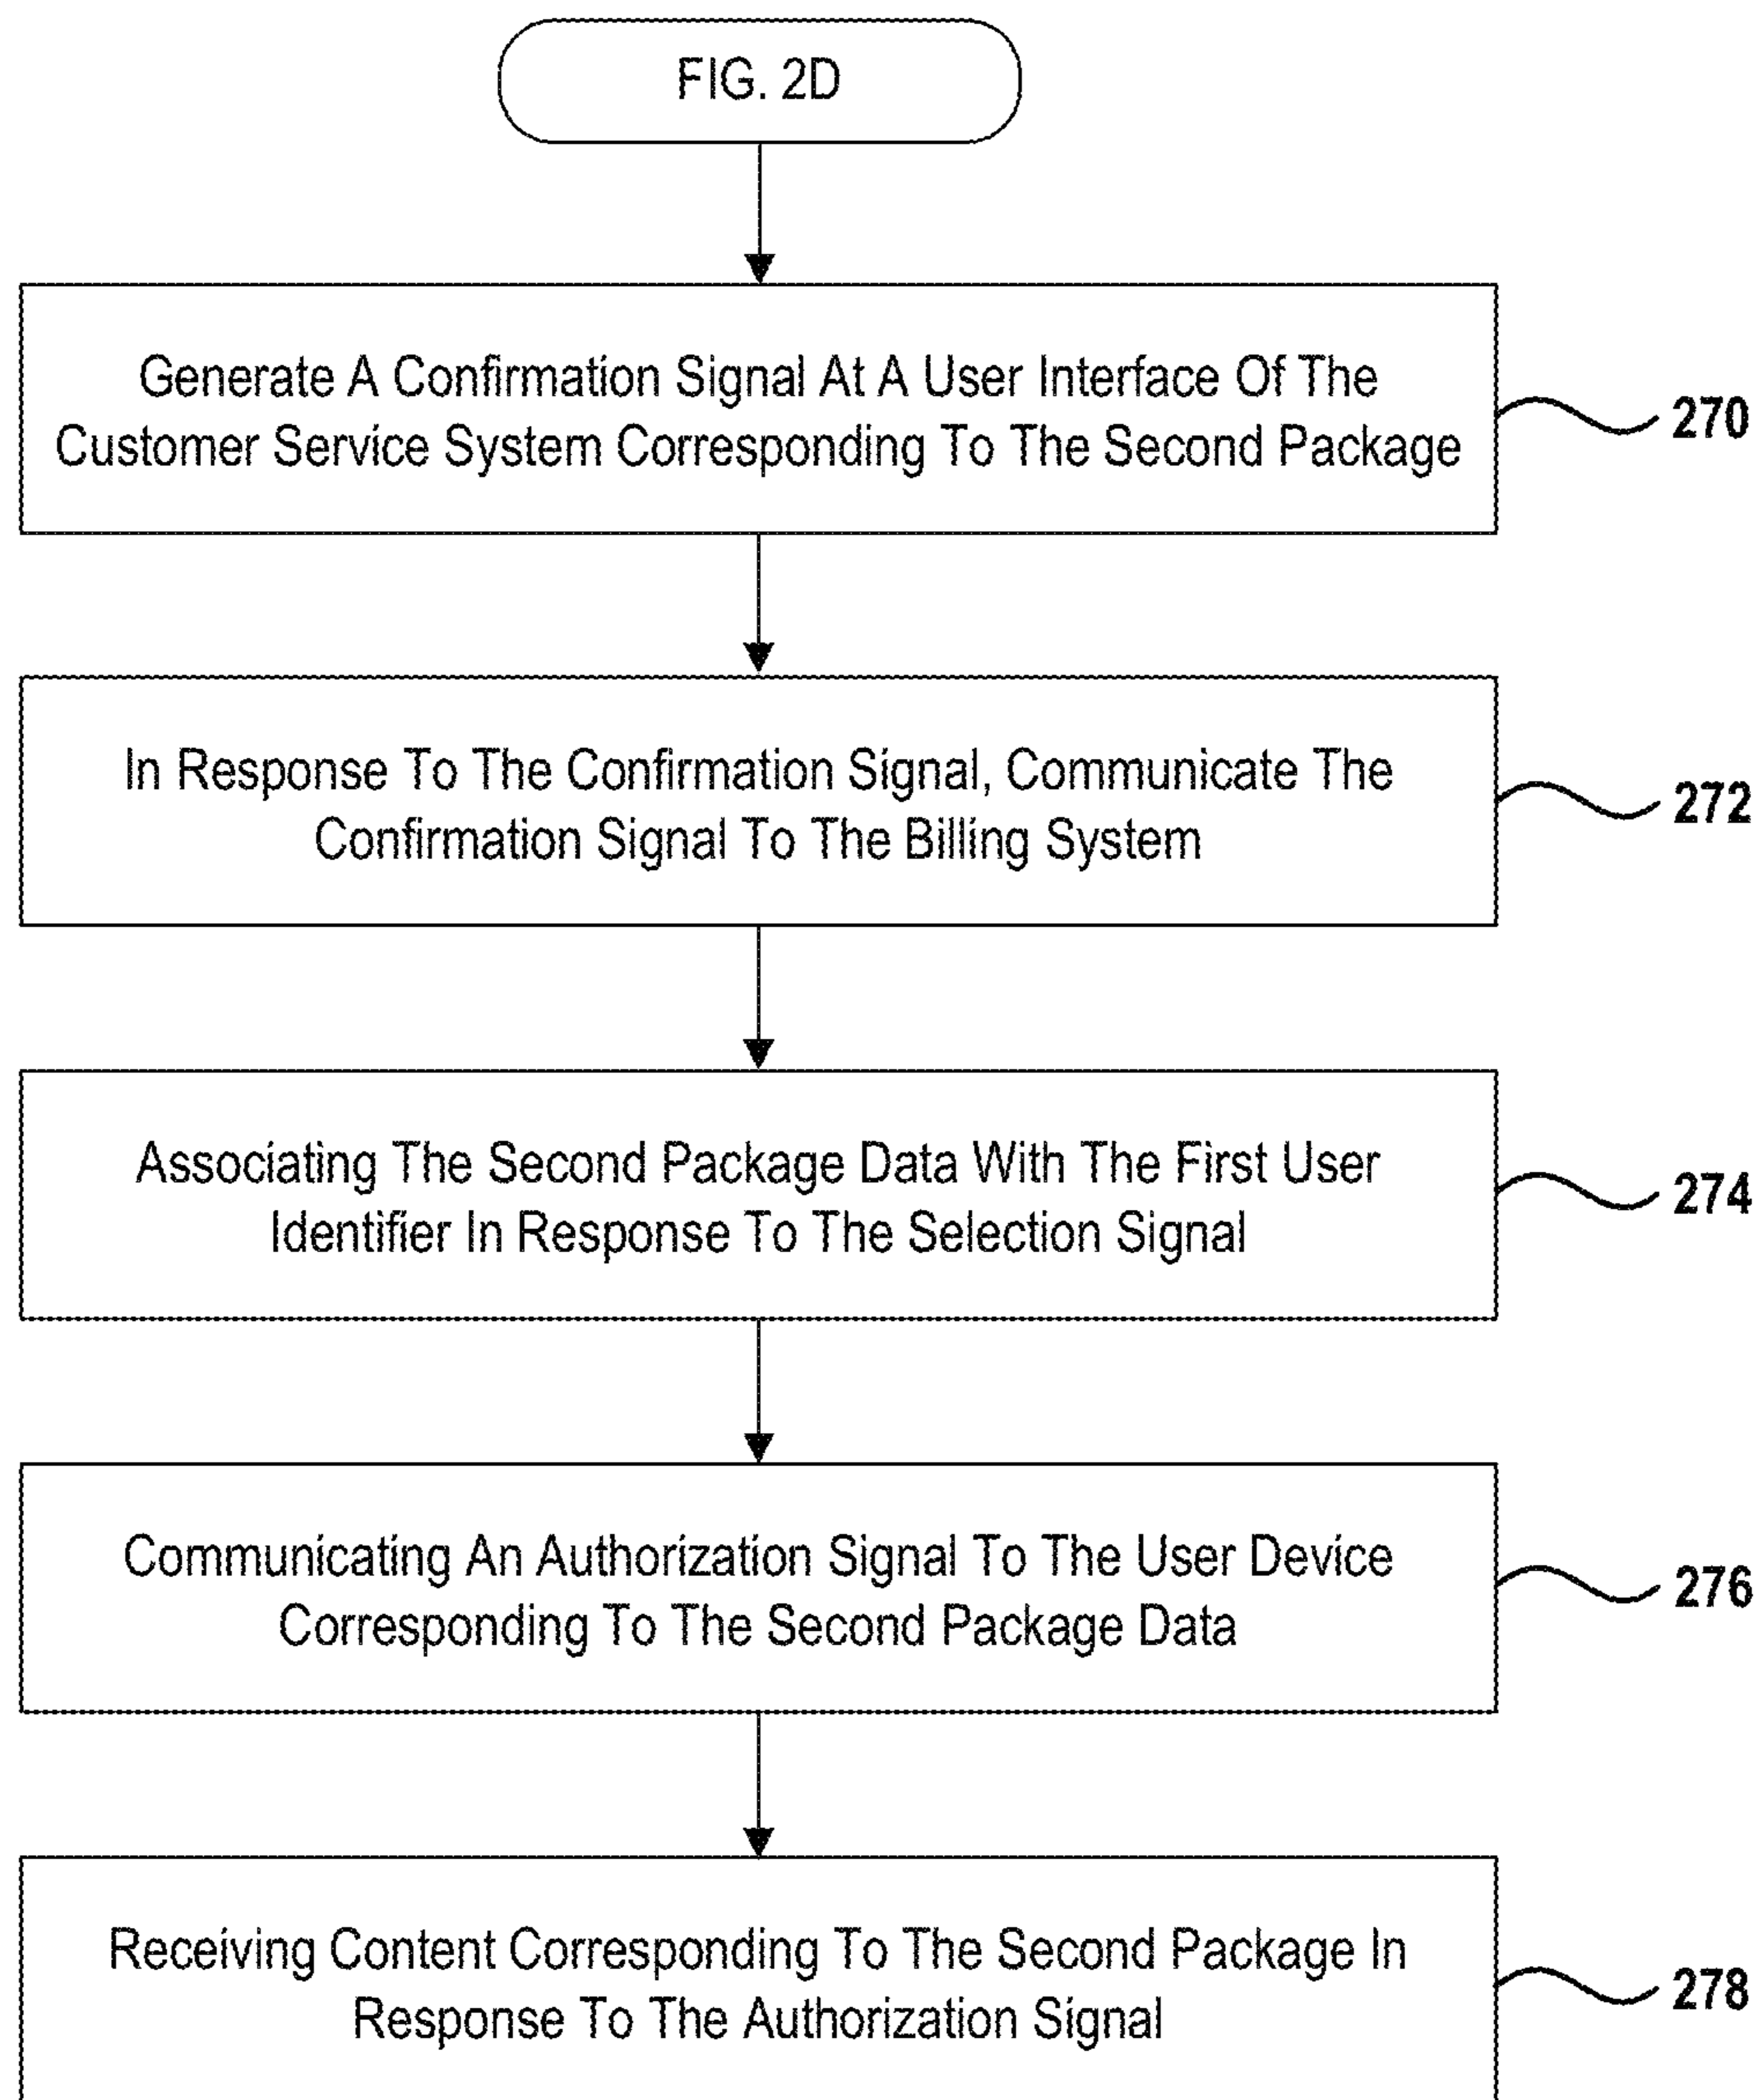 FIG. 2D
Generate A Confirmation Signal At A User Interface Of The
Customer Service System Corresponding To The Second Package
270
In Response To The Confirmation Signal, Communicate The
Confirmation Signal To The Billing System
272
Associating The Second Package Data With The First User
Identifier In Response To The Selection Signal
274
Communicating An Authorization Signal To The User Device
Corresponding To The Second Package Data
276
Receiving Content Corresponding To The Second Package In
Response To The Authorization Signal
278